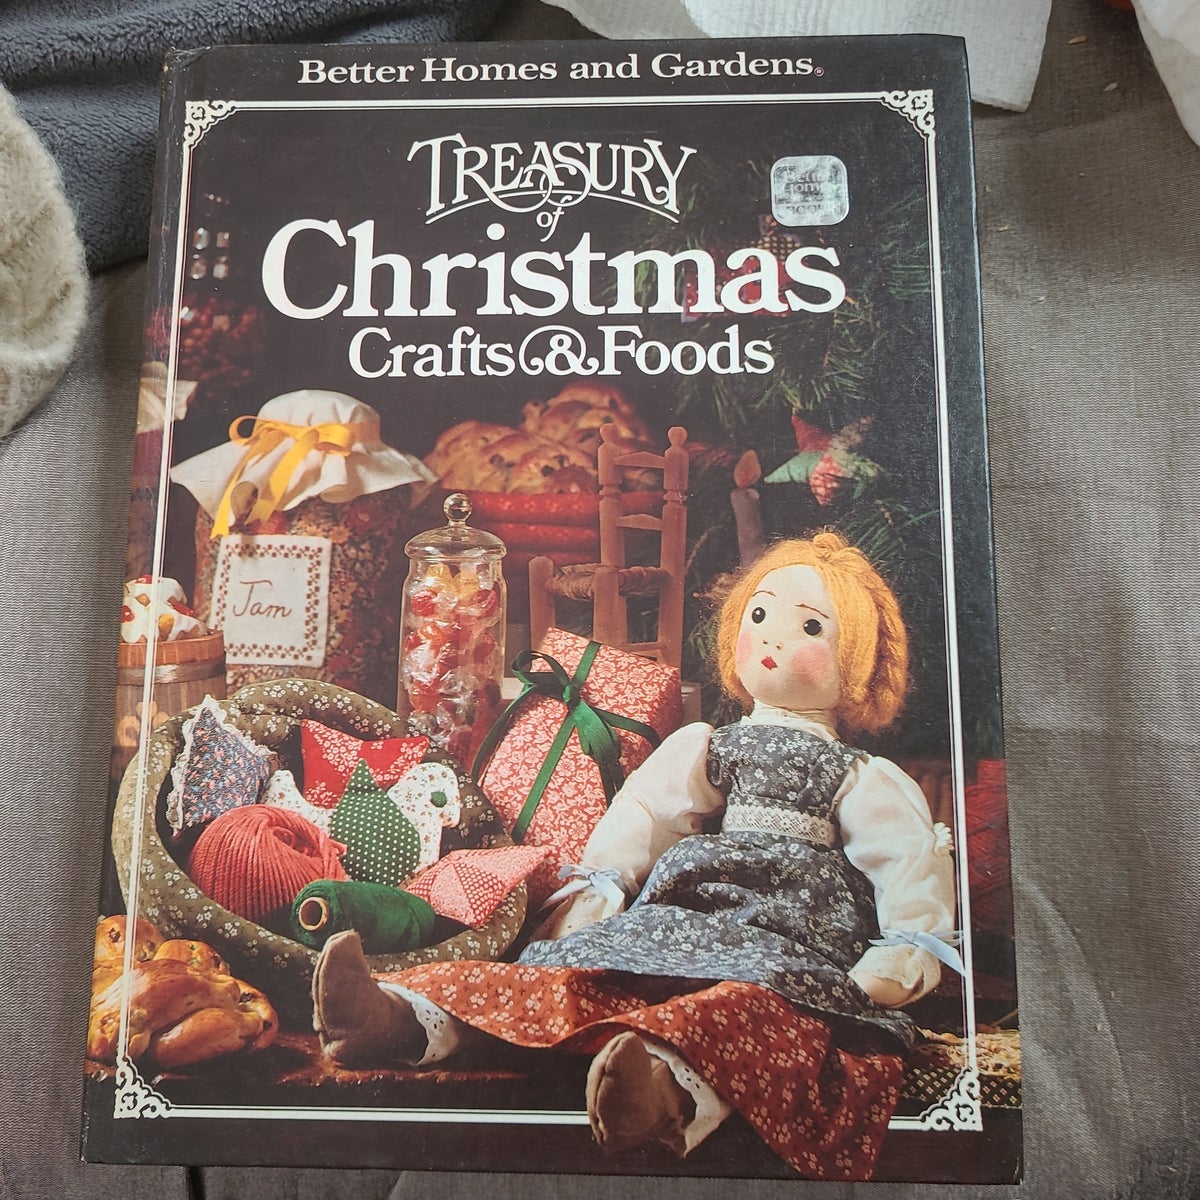 Better Homes and Gardens®
TREASURY
of
Christmas
Crafts & Foods
Jam